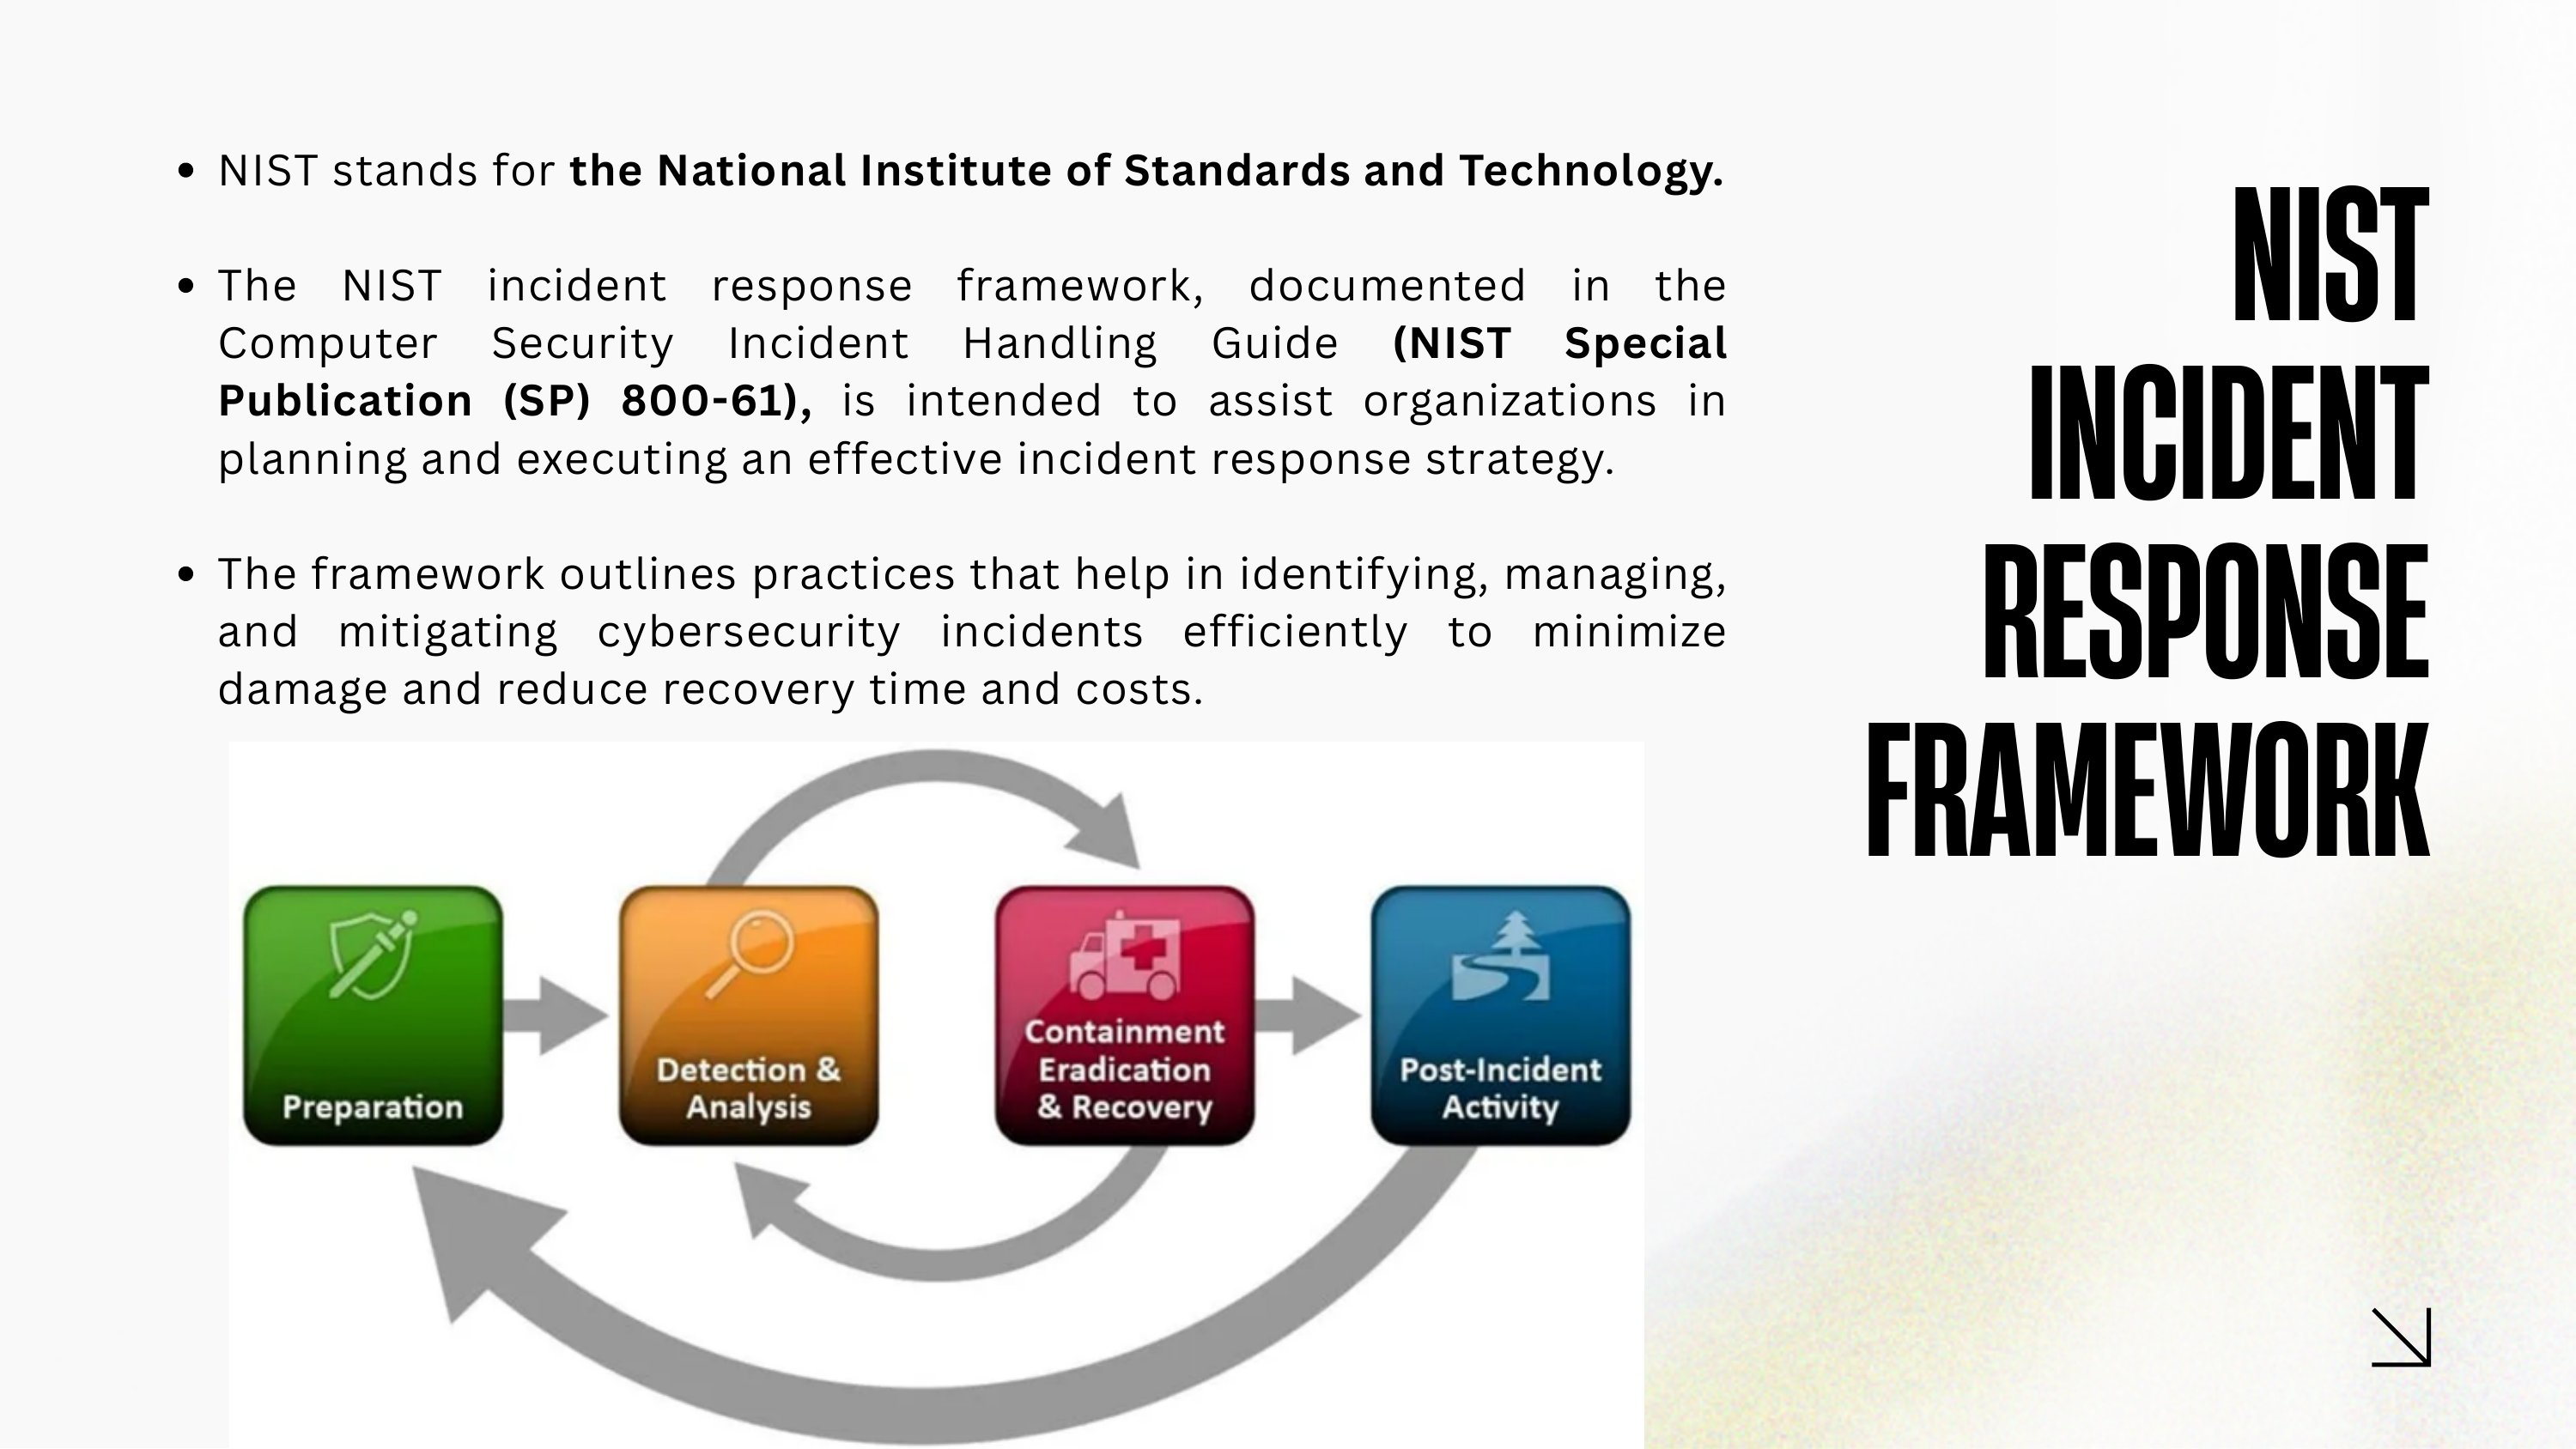 • NIST stands for the National Institute of Standards and Technology.
• The NIST incident response framework, documented in the
Computer Security Incident Handling Guide (NIST Special
Publication (SP) 800-61), is intended to assist organizations in
planning and executing an effective incident response strategy.
• The framework outlines practices that help in identifying, managing,
and mitigating cybersecurity incidents efficiently to minimize
damage and reduce recovery time and costs.
NIST
INCIDENT
RESPONSE
FRAMEWORK
Preparation
Detection &
Analysis
Containment
Eradication
& Recovery
Post-Incident
Activity